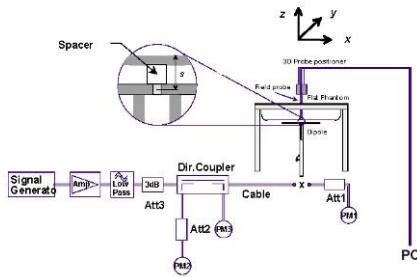 z
y
x
Spacer
s
3D Probe positioner
Field probe
Flat Phantom
Dipole
Signal
Generato
Amp
Low
Pass
3dB
Att3
Dir.Coupler
Att2
PM2
PM3
Cable
x
Att1
PM1
PC